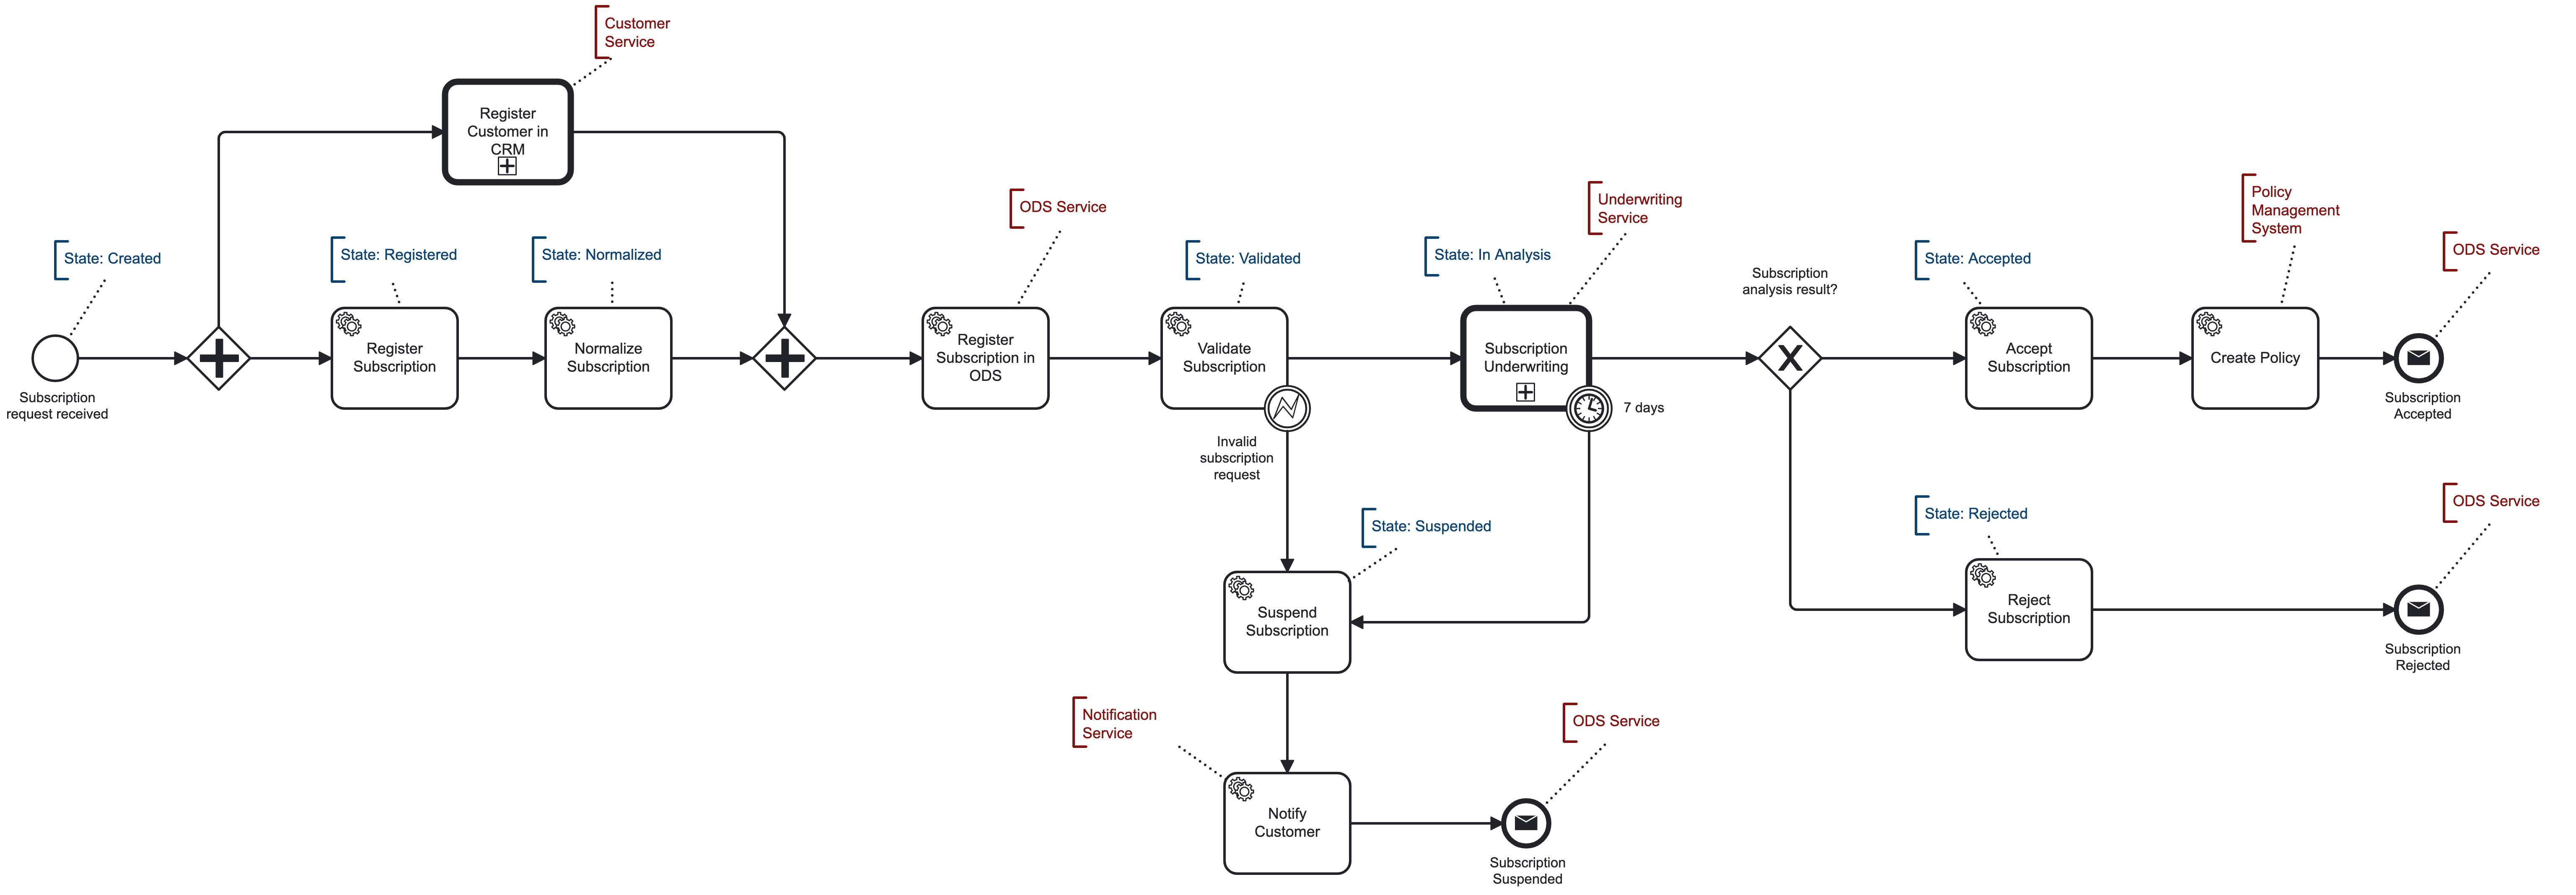 Customer
Service
Register
Customer in
CRM
Policy
Management
System
Underwriting
Service
ODS Service
ODS Service
State: Created
State: Registered
State: Normalized
State: Validated
State: In Analysis
Subscription
analysis result?
State: Accepted
Subscription
request received
Register
Subscription
Normalize
Subscription
Register
Subscription in
ODS
Validate
Subscription
Subscription
Underwriting
7 days
Accept
Subscription
Create Policy
Subscription
Accepted
Invalid
subscription
request
State: Suspended
State: Rejected
ODS Service
Suspend
Subscription
Reject
Subscription
Subscription
Rejected
Notification
Service
ODS Service
Notify
Customer
Subscription
Suspended